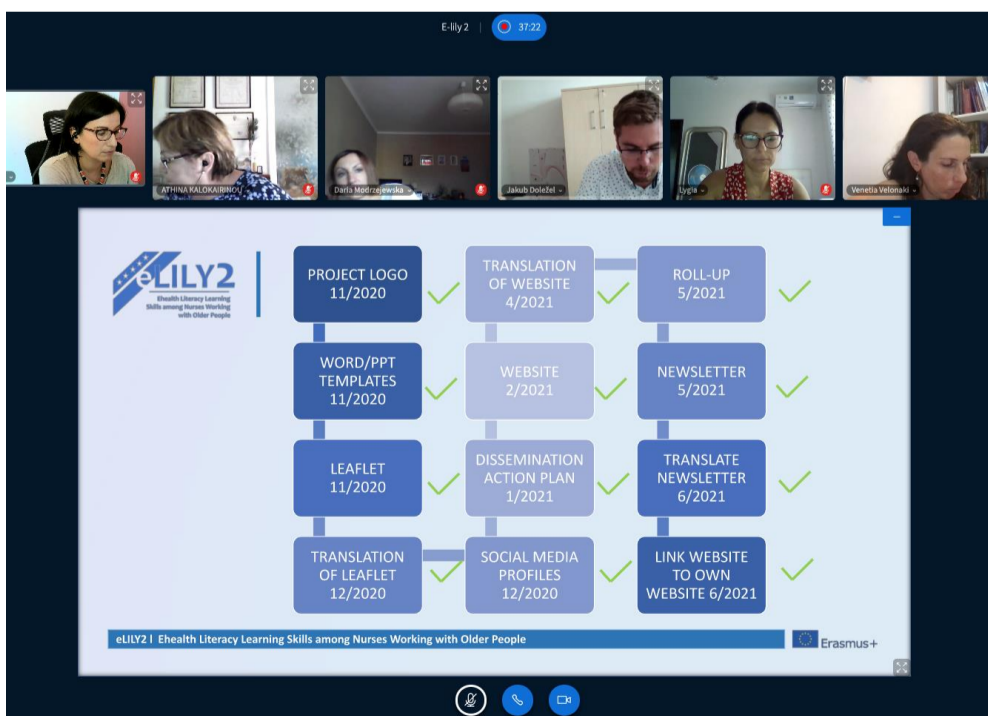 E-lily 2
37:22
ATHINA KALOKAIRINOU
Daria Modrzejewska
Jakub Doležel
Lygia
Venetia Velonaki
eLILY2
Ehealth Literacy Learning
Skills among Nurses Working
with Older People
PROJECT LOGO
11/2020
WORD/PPT
TEMPLATES
11/2020
LEAFLET
11/2020
TRANSLATION
OF LEAFLET
12/2020
SOCIAL MEDIA
PROFILES
12/2020
DISSEMINATION
ACTION PLAN
1/2021
WEBSITE
2/2021
TRANSLATION
OF WEBSITE
4/2021
ROLL-UP
5/2021
NEWSLETTER
5/2021
TRANSLATE
NEWSLETTER
6/2021
LINK WEBSITE
TO OWN
WEBSITE 6/2021
eLILY2 I Ehealth Literacy Learning Skills among Nurses Working with Older People
Erasmus+